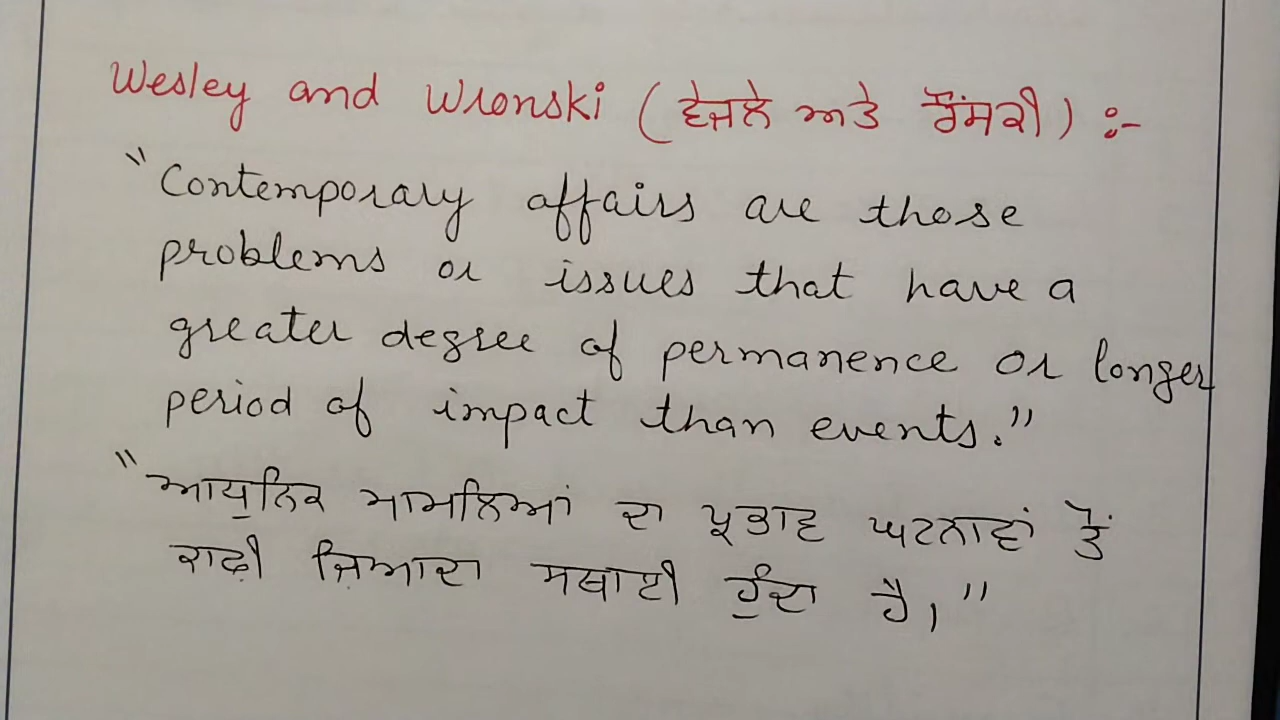 Wesley and Wronski (ਵੇਜਲੇ ਅਤੇ ਰੌਂਸਕੀ) :-
"Contemporary affairs are those
problems or issues that have a
greater degree of permanence or longer
period of impact than events."
"ਆਧੁਨਿਕ ਮਾਮਲਿਆਂ ਦਾ ਪ੍ਰਭਾਵ ਘਟਨਾਵਾਂ ਤੋਂ
ਕਾਫ਼ੀ ਜ਼ਿਆਦਾ ਸਥਾਈ ਹੁੰਦਾ ਹੈ।"